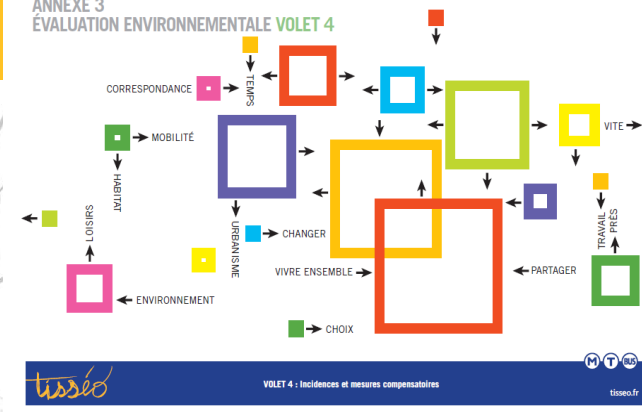 ANNEXE 3
ÉVALUATION ENVIRONNEMENTALE VOLET 4
CORRESPONDANCE
TEMPS
MOBILITÉ
HABITAT
VITE
LOISIRS
URBANISME
CHANGER
TRAVAIL
PRÈS
VIVRE ENSEMBLE
PARTAGER
ENVIRONNEMENT
CHOIX
tisséo
VOLET 4 : Incidences et mesures compensatoires
M T BUS
tisseo.fr